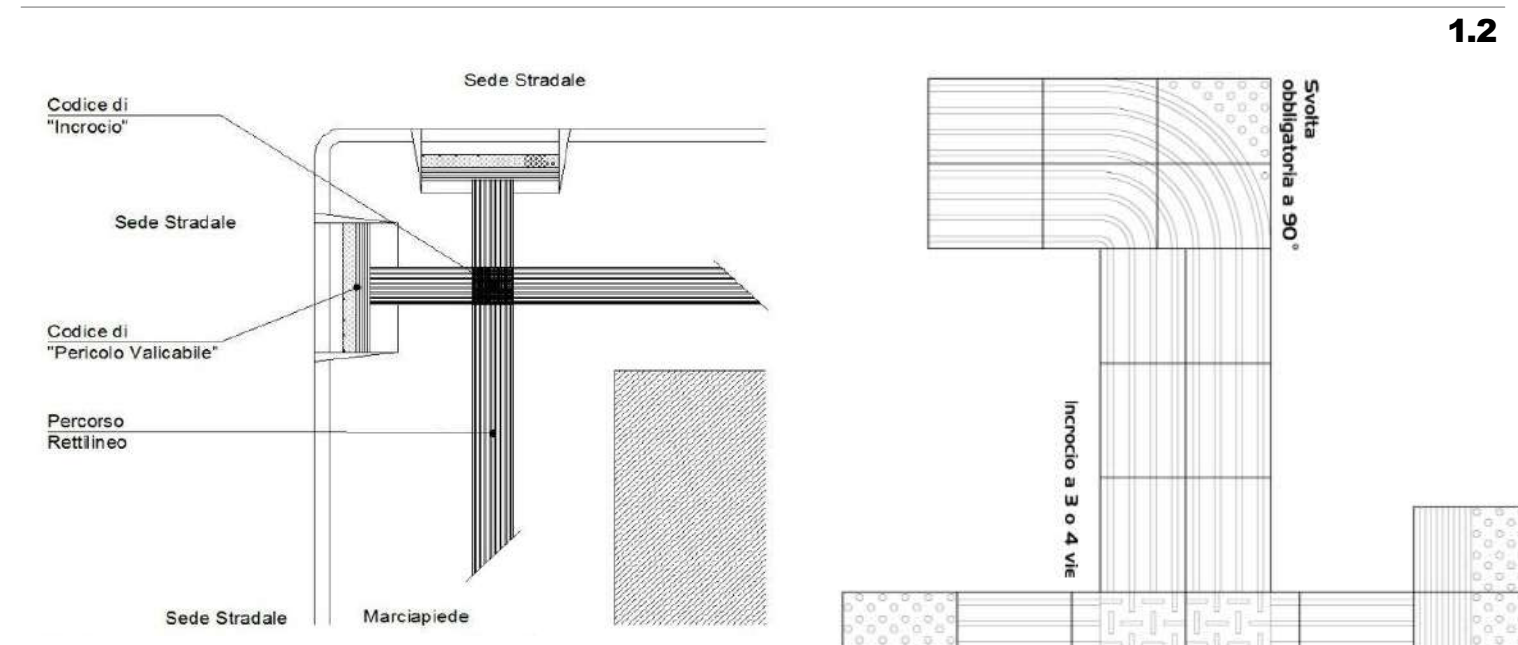 1.2
Sede Stradale
Codice di
"Incrocio"
Sede Stradale
Codice di
"Pericolo Valicabile"
Percorso
Rettilineo
Sede Stradale
Marciapiede
Svolta
obbligatoria a 90°
Incrocio a 3 o 4 vie